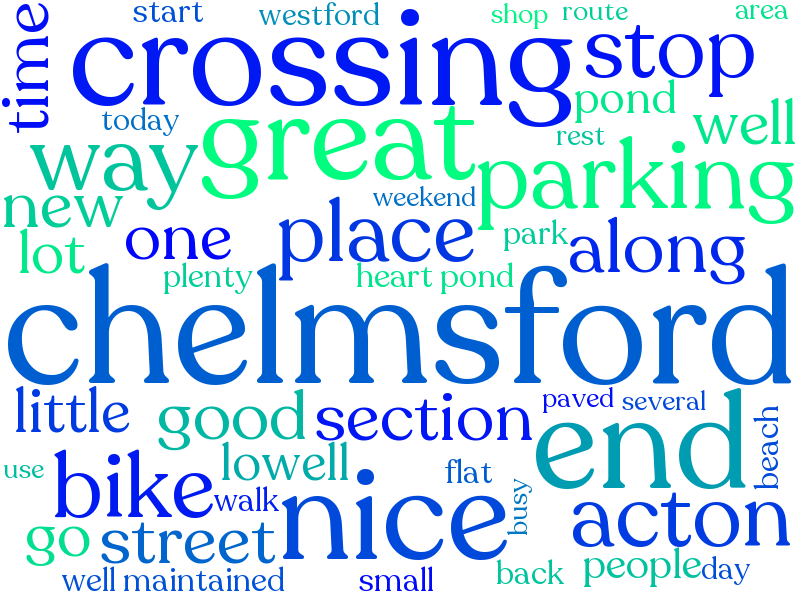 start
westford
shop
route
area
time
crossing
stop
today
great
pond
well
rest
way
parking
new
weekend
one
place
park
along
lot
plenty
heart pond
chelmsford
little
good
section
paved
several
end
beach
use
bike
lowell
flat
walk
nice
busy
acton
go
street
well maintained
small
back
people
day